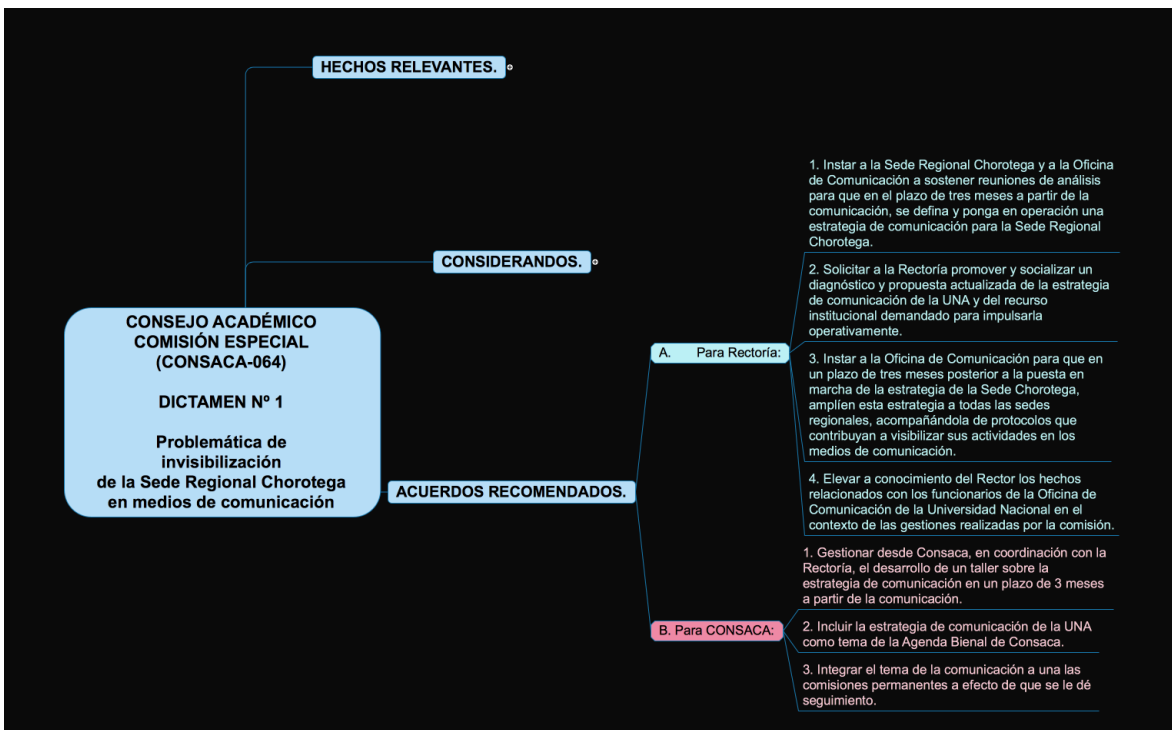 HECHOS RELEVANTES.
CONSIDERANDOS.
CONSEJO ACADÉMICO
COMISIÓN ESPECIAL
(CONSACA-064)
DICTAMEN Nº 1
Problemática de
invisibilización
de la Sede Regional Chorotega
en medios de comunicación
ACUERDOS RECOMENDADOS.
A. Para Rectoría:
1. Instar a la Sede Regional Chorotega y a la Oficina
de Comunicación a sostener reuniones de análisis
para que en el plazo de tres meses a partir de la
comunicación, se defina y ponga en operación una
estrategia de comunicación para la Sede Regional
Chorotega.
2. Solicitar a la Rectoría promover y socializar un
diagnóstico y propuesta actualizada de la estrategia
de comunicación de la UNA y del recurso
institucional demandado para impulsarla
operativamente.
3. Instar a la Oficina de Comunicación para que en
un plazo de tres meses posterior a la puesta en
marcha de la estrategia de la Sede Chorotega,
amplíen esta estrategia a todas las sedes
regionales, acompañándola de protocolos que
contribuyan a visibilizar sus actividades en los
medios de comunicación.
4. Elevar a conocimiento del Rector los hechos
relacionados con los funcionarios de la Oficina de
Comunicación de la Universidad Nacional en el
contexto de las gestiones realizadas por la comisión.
B. Para CONSACA:
1. Gestionar desde Consaca, en coordinación con la
Rectoría, el desarrollo de un taller sobre la
estrategia de comunicación en un plazo de 3 meses
a partir de la comunicación.
2. Incluir la estrategia de comunicación de la UNA
como tema de la Agenda Bienal de Consaca.
3. Integrar el tema de la comunicación a una las
comisiones permanentes a efecto de que se le dé
seguimiento.